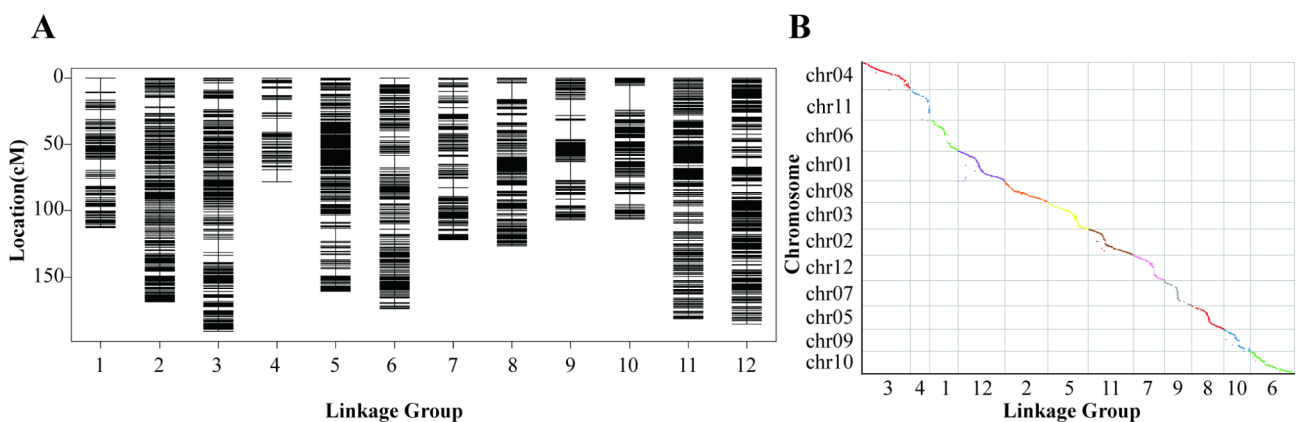 A
B
Location(cM)
0
50
100
150
1 2 3 4 5 6 7 8 9 10 11 12
Linkage Group
Chromosome
chr04
chr11
chr06
chr01
chr08
chr03
chr02
chr12
chr07
chr05
chr09
chr10
3 4 1 12 2 5 11 7 9 8 10 6
Linkage Group